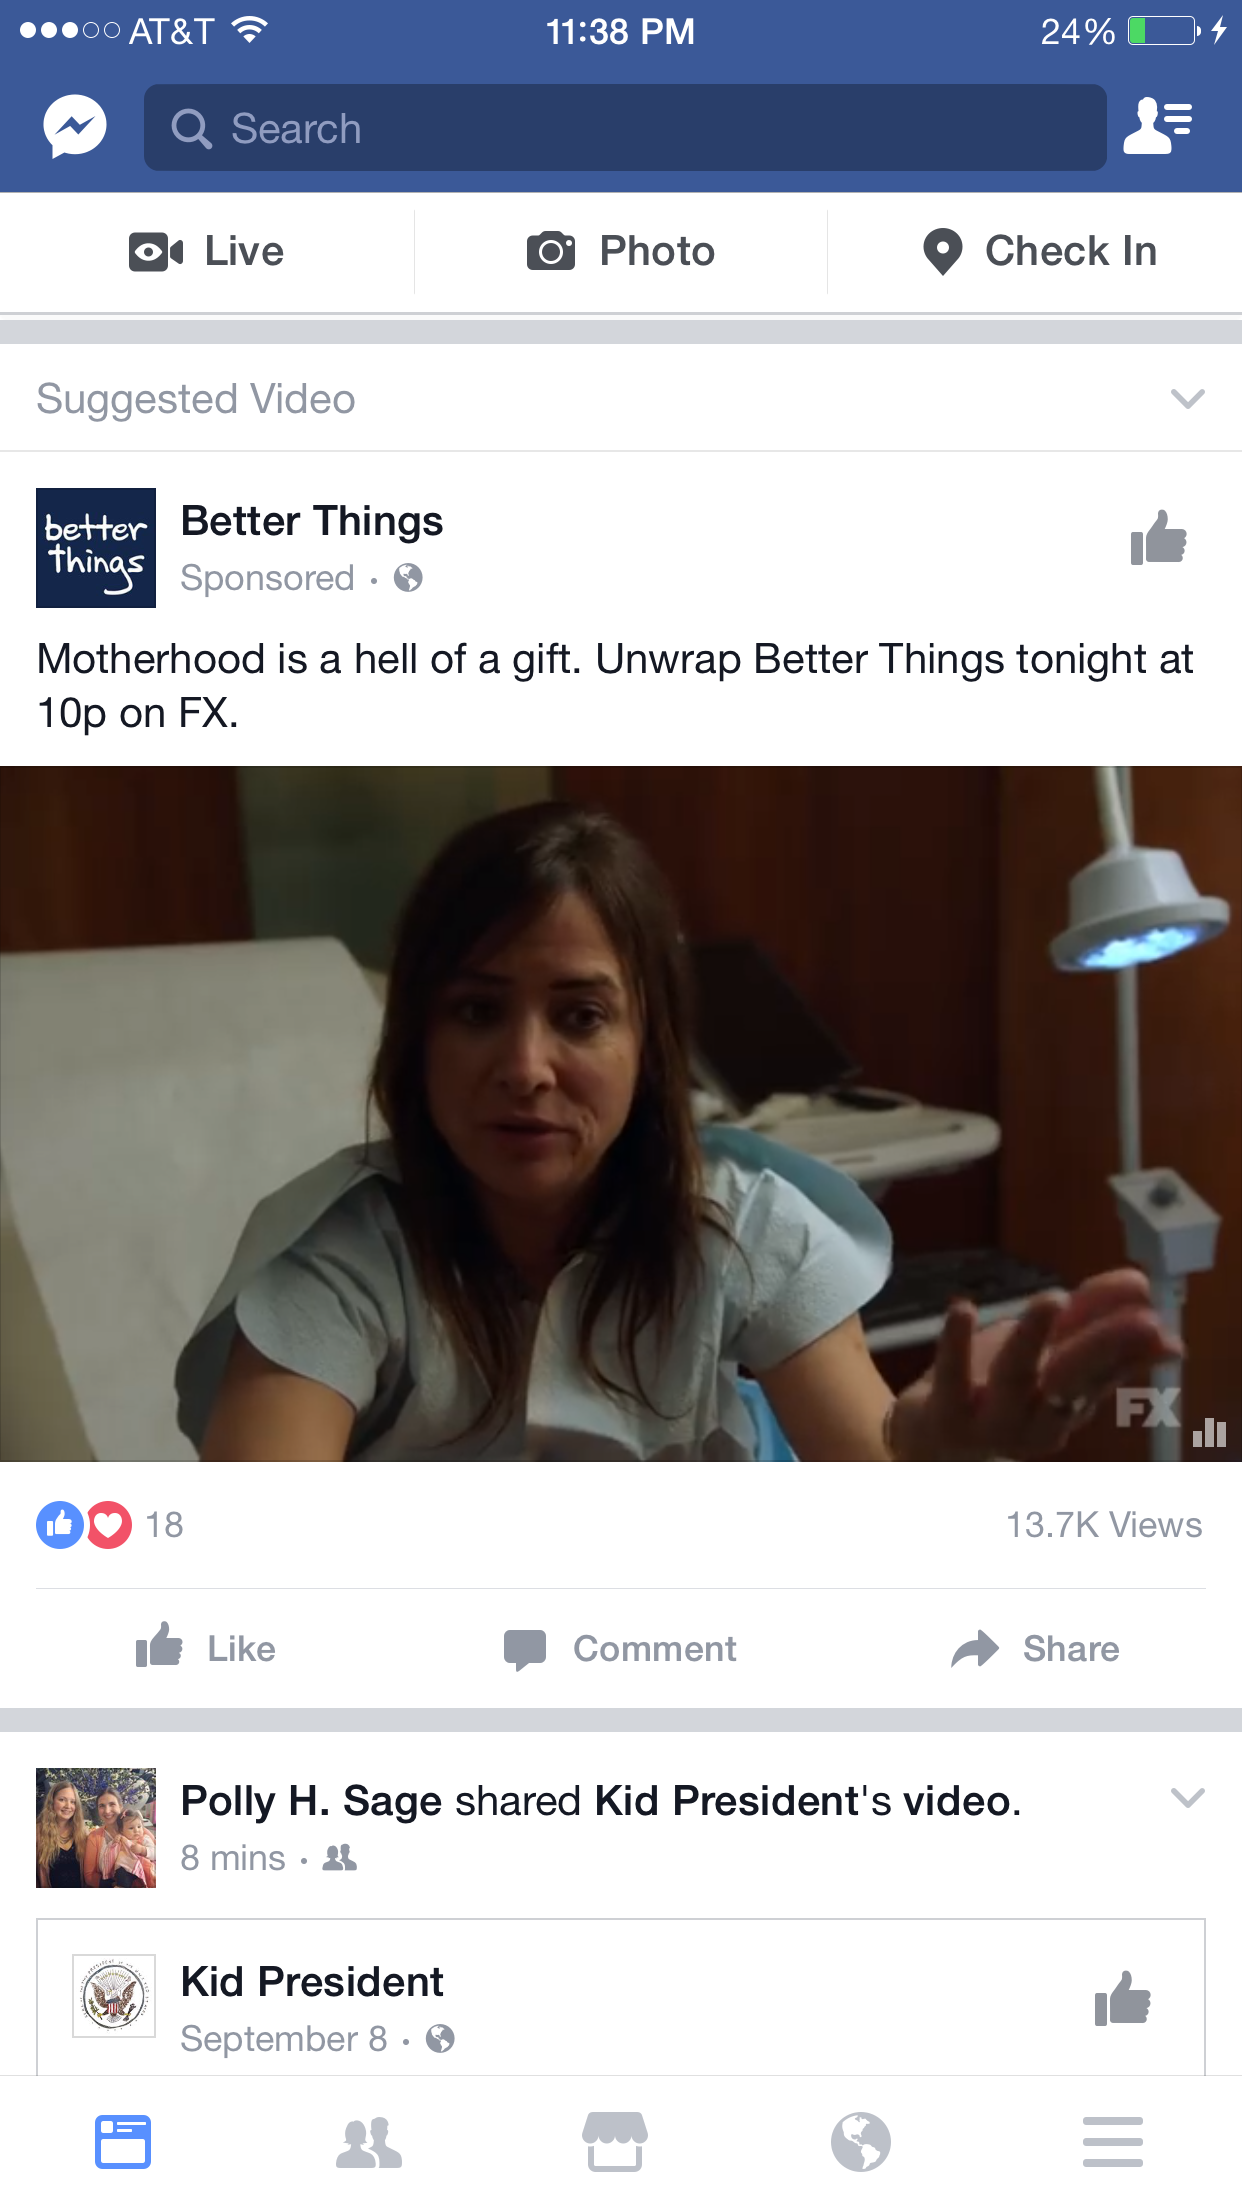 AT&T 11:38 PM 24%
Search
Live Photo Check In
Suggested Video
better
things
Better Things
Sponsored ·
Motherhood is a hell of a gift. Unwrap Better Things tonight at
10p on FX.
FX
18 13.7K Views
Like Comment Share
Polly H. Sage shared Kid President's video.
8 mins ·
Kid President
September 8 ·